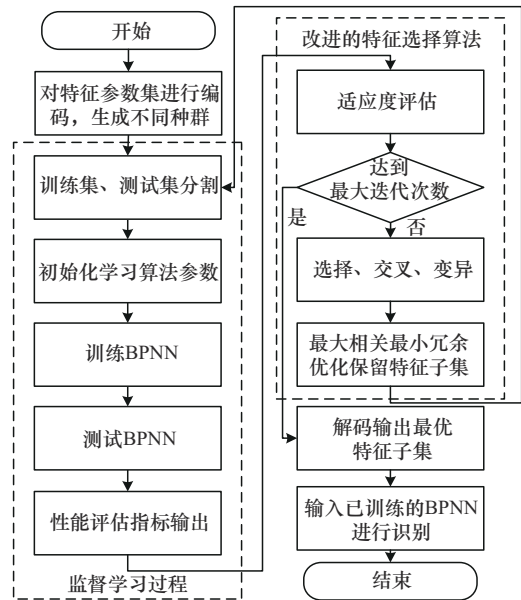 开始
对特征参数集进行编
码，生成不同种群
训练集、测试集分割
初始化学习算法参数
训练BPNN
测试BPNN
性能评估指标输出
监督学习过程
改进的特征选择算法
适应度评估
达到
最大迭代次数
是
否
选择、交叉、变异
最大相关最小冗余
优化保留特征子集
解码输出最优
特征子集
输入已训练的BPNN
进行识别
结束